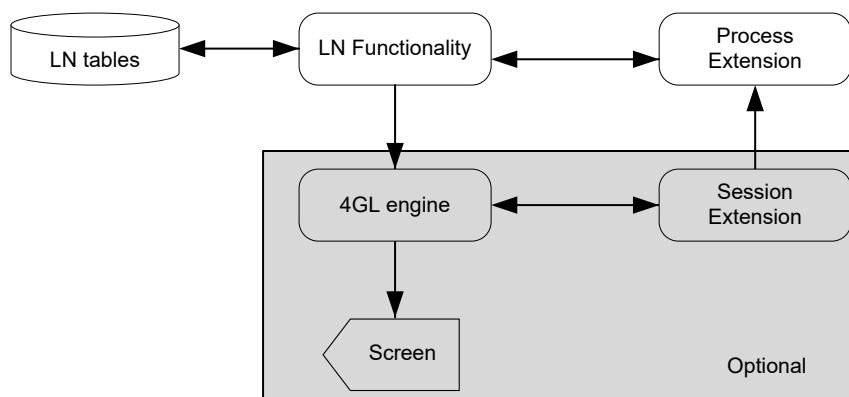 LN tables
LN Functionality
Process
Extension
4GL engine
Session
Extension
Screen
Optional